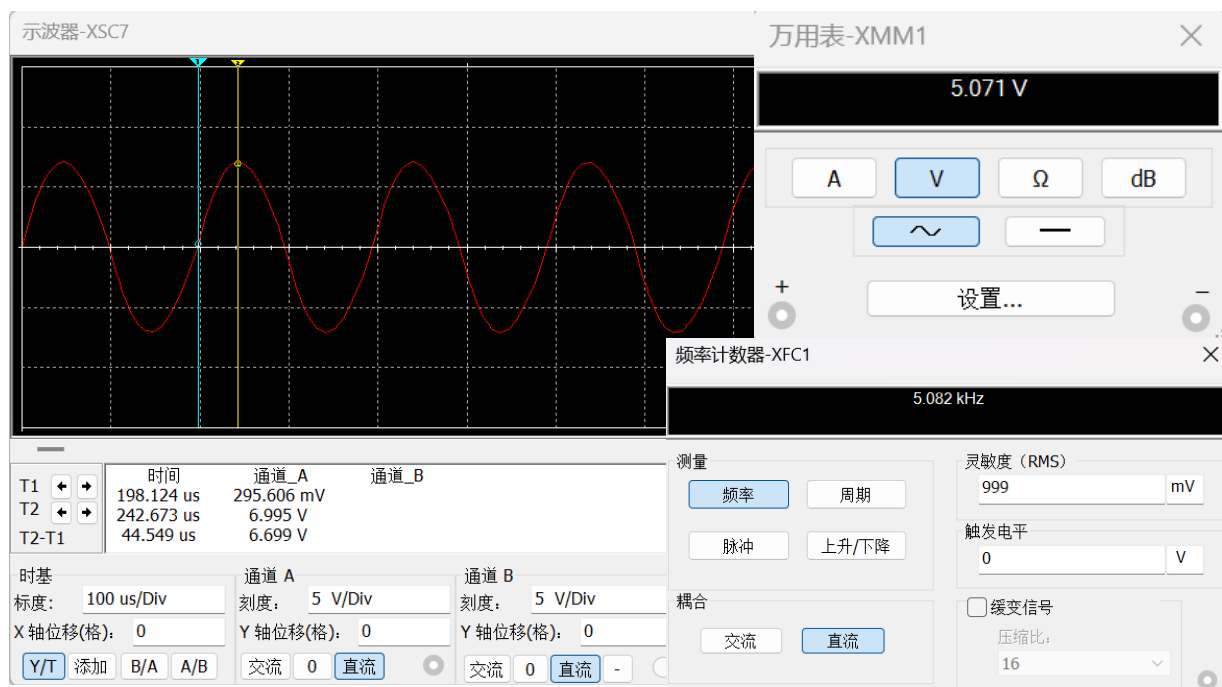 示波器-XSC7
1
2
时间 通道_A 通道_B
T1 198.124 us 295.606 mV
T2 242.673 us 6.995 V
T2-T1 44.549 us 6.699 V
时基
标度： 100 us/Div
X 轴位移(格)： 0
Y/T 添加 B/A A/B
通道 A
刻度： 5 V/Div
Y 轴位移(格)： 0
交流 0 直流
通道 B
刻度： 5 V/Div
Y 轴位移(格)： 0
交流 0 直流 -
万用表-XMM1
5.071 V
A V Ω dB
+ 设置... −
频率计数器-XFC1
5.082 kHz
测量
频率 周期
脉冲 上升/下降
耦合
交流 直流
灵敏度（RMS）
999 mV
触发电平
0 V
缓变信号
压缩比：
16